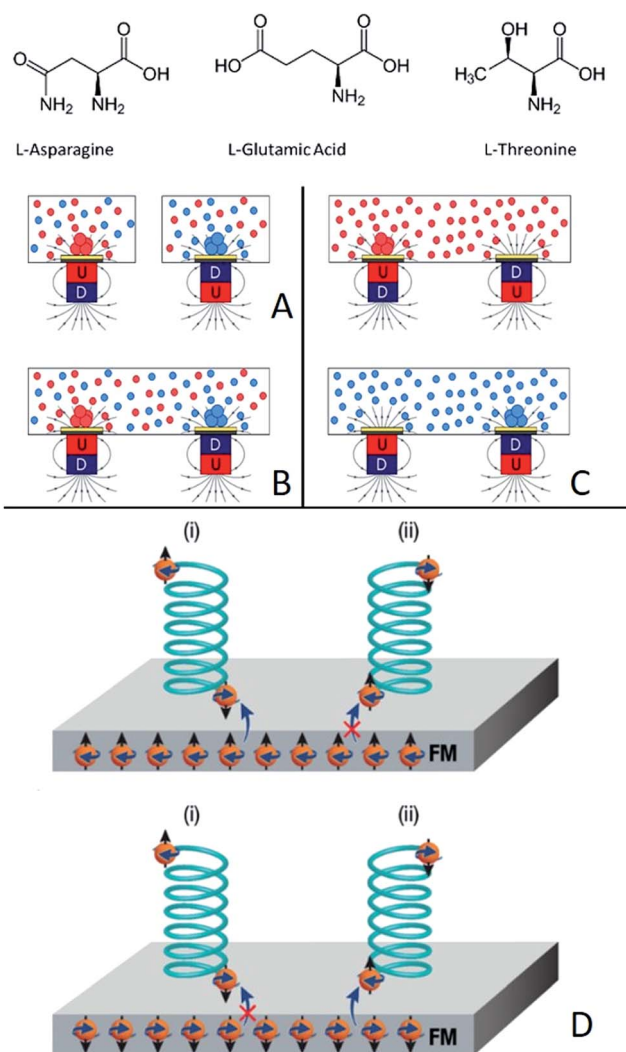 O O OH NH₂ NH₂
O HO O OH NH₂
OH O H₃C OH NH₂
L-Asparagine L-Glutamic Acid L-Threonine
U D D U A
U D D U
U D D U B
U D D U C
(i) (ii)
FM
(i) (ii)
FM
D